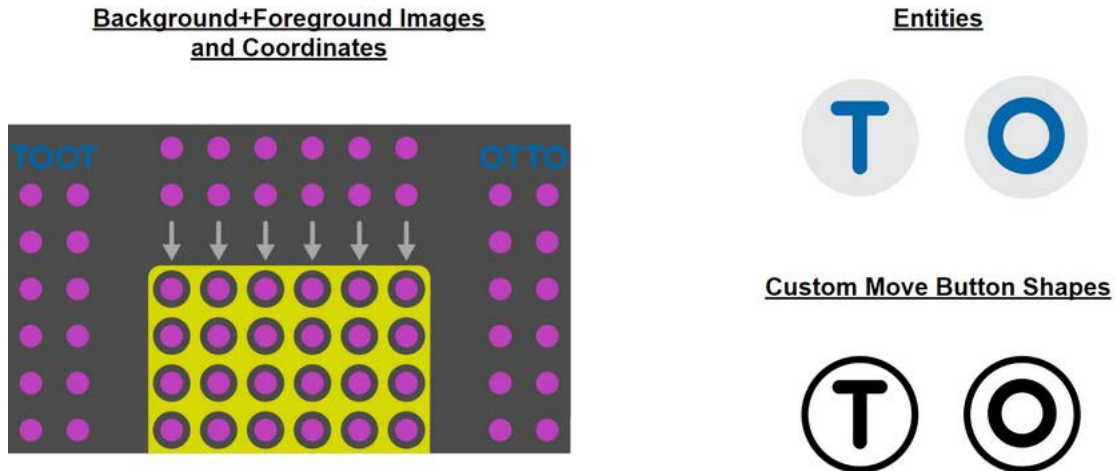 Background+Foreground Images
and Coordinates
TOOT
OTTO
Entities
T
O
Custom Move Button Shapes
T
O